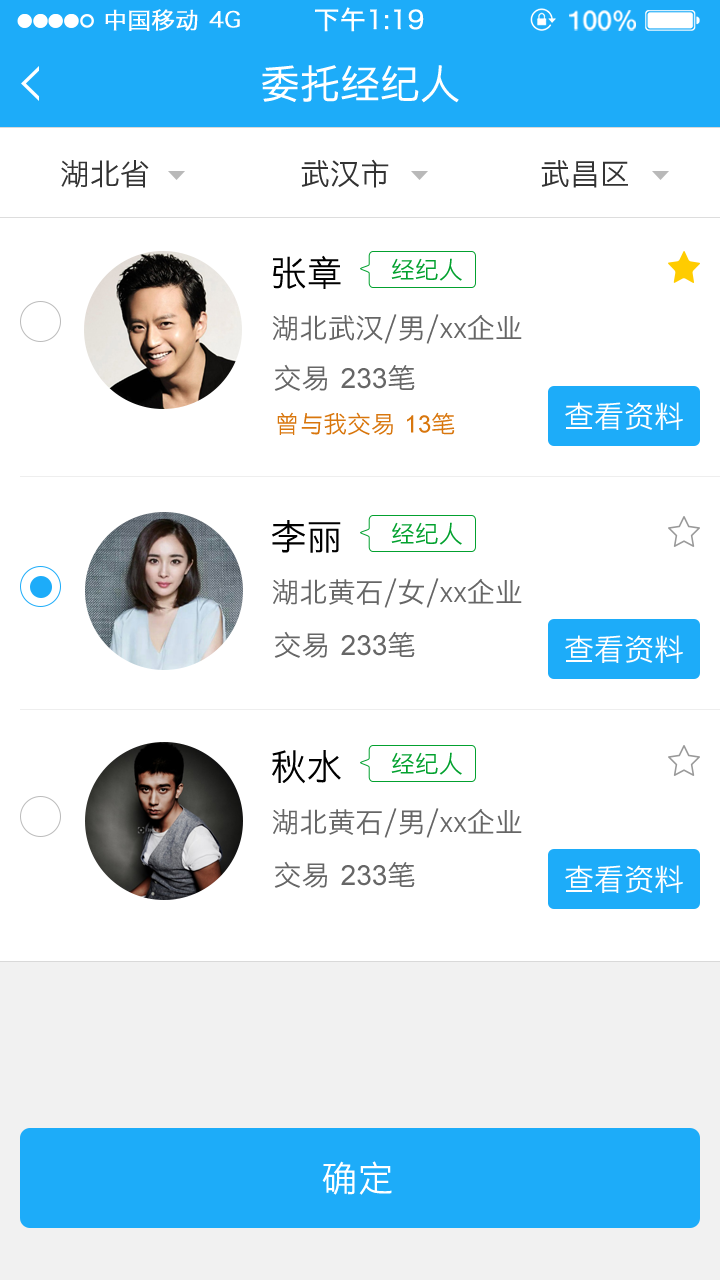 中国移动 4G 下午1:19 100%
委托经纪人
湖北省 武汉市 武昌区
张章 经纪人
湖北武汉/男/xx企业
交易 233笔
曾与我交易 13笔
查看资料
李丽 经纪人
湖北黄石/女/xx企业
交易 233笔
查看资料
秋水 经纪人
湖北黄石/男/xx企业
交易 233笔
查看资料
确定